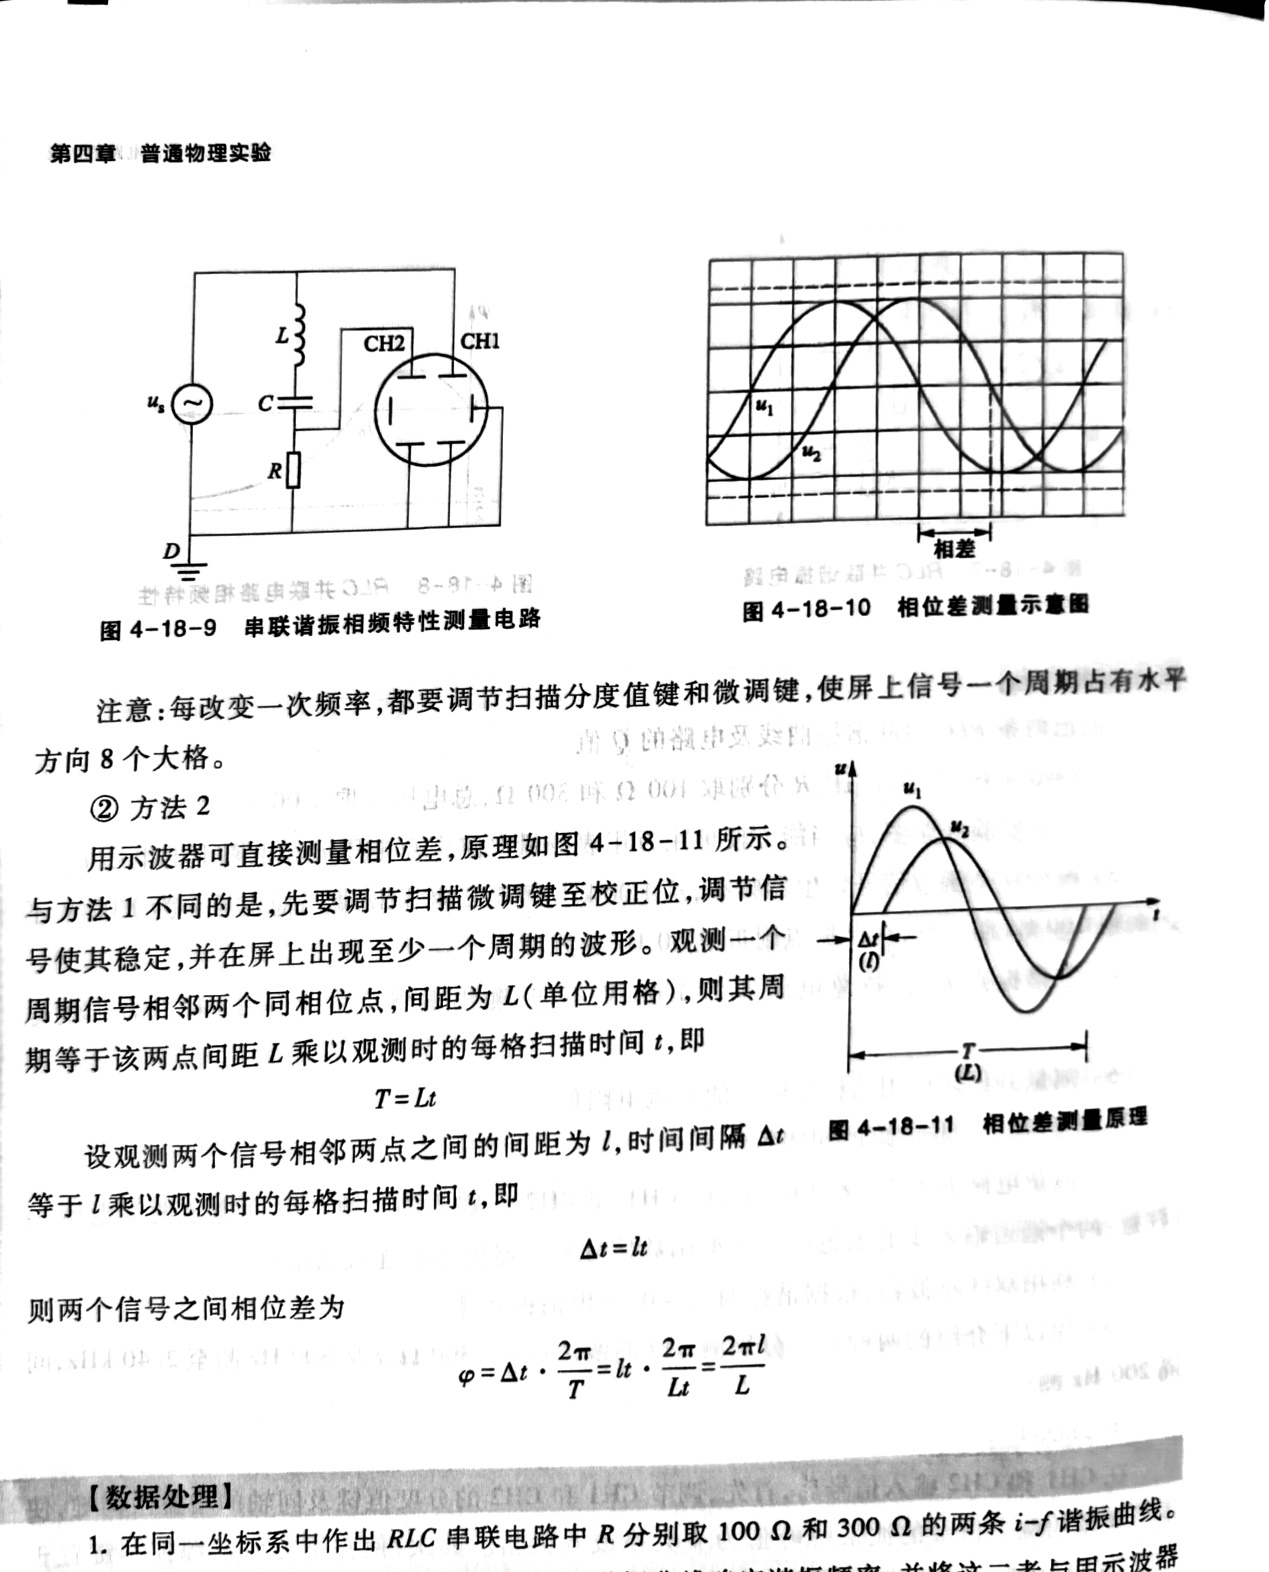 第四章 普通物理实验
L
CH2
CH1
u_s
~
C
R
D
图 4-18-9 串联谐振相频特性测量电路
u_1
u_2
相差
图 4-18-10 相位差测量示意图
注意:每改变一次频率,都要调节扫描分度值键和微调键,使屏上信号一个周期占有水平
方向 8 个大格。
② 方法 2
用示波器可直接测量相位差,原理如图 4-18-11 所示。
与方法 1 不同的是,先要调节扫描微调键至校正位,调节信
号使其稳定,并在屏上出现至少一个周期的波形。观测一个
周期信号相邻两个同相位点,间距为 L(单位用格),则其周
期等于该两点间距 L 乘以观测时的每格扫描时间 t,即
T=Lt
设观测两个信号相邻两点之间的间距为 l,时间间隔 Δt
等于 l 乘以观测时的每格扫描时间 t,即
Δt=lt
则两个信号之间相位差为
φ=Δt·2π/T=lt·2π/Lt=2πl/L
u
u_1
u_2
t
Δt
(l)
T
(L)
图 4-18-11 相位差测量原理
【数据处理】
1. 在同一坐标系中作出 RLC 串联电路中 R 分别取 100 Ω 和 300 Ω 的两条 i-f 谐振曲线。